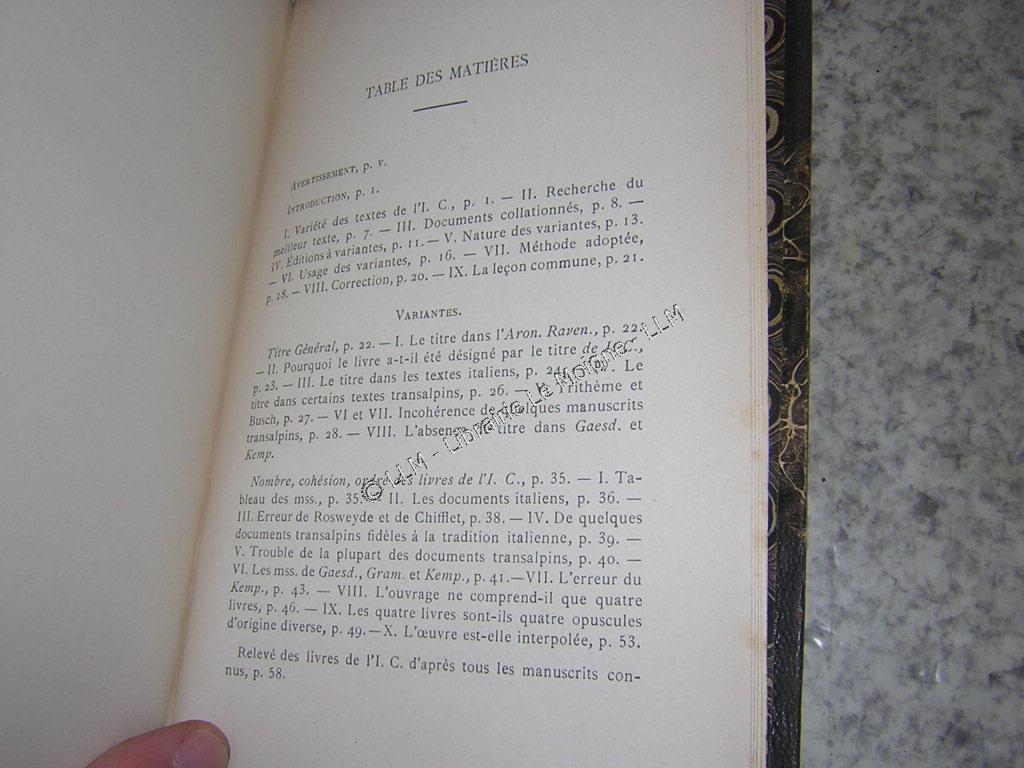 TABLE DES MATIÈRES
AVERTISSEMENT, p. V.
INTRODUCTION, p. 1.
I. Variété des textes de l'I. C., p. 1. — II. Recherche du
meilleur texte, p. 7. — III. Documents collationnés, p. 8. —
IV. Éditions à variantes, p. 11. — V. Nature des variantes, p. 13.
— VI. Usage des variantes, p. 16. — VII. Méthode adoptée,
p. 18. — VIII. Correction, p. 20. — IX. La leçon commune, p. 21.
VARIANTES.
Titre Général, p. 22. — I. Le titre dans l'Aron. Raven., p. 22.
— II. Pourquoi le livre a-t-il été désigné par le titre de I. C.,
p. 23. — III. Le titre dans les textes italiens, p. 24. Le
titre dans certains textes transalpins, p. 26. — Trithème et
Busch, p. 27. — VI et VII. Incohérence de quelques manuscrits
transalpins, p. 28. — VIII. L'absence de titre dans Gaesd. et
Kemp.
Nombre, cohésion, ordre des livres de l'I. C., p. 35. — I. Ta-
bleau des mss., p. 35. — II. Les documents italiens, p. 36. —
III. Erreur de Rosweyde et de Chifflet, p. 38. — IV. De quelques
documents transalpins fidèles à la tradition italienne, p. 39. —
V. Trouble de la plupart des documents transalpins, p. 40. —
VI. Les mss. de Gaesd., Gram. et Kemp., p. 41. — VII. L'erreur du
Kemp., p. 43. — VIII. L'ouvrage ne comprend-il que quatre
livres, p. 46. — IX. Les quatre livres sont-ils quatre opuscules
d'origine diverse, p. 49. — X. L'œuvre est-elle interpolée, p. 53.
Relevé des livres de l'I. C. d'après tous les manuscrits con-
nus, p. 58.
© LLM - Librairie Le Moigne - LLM